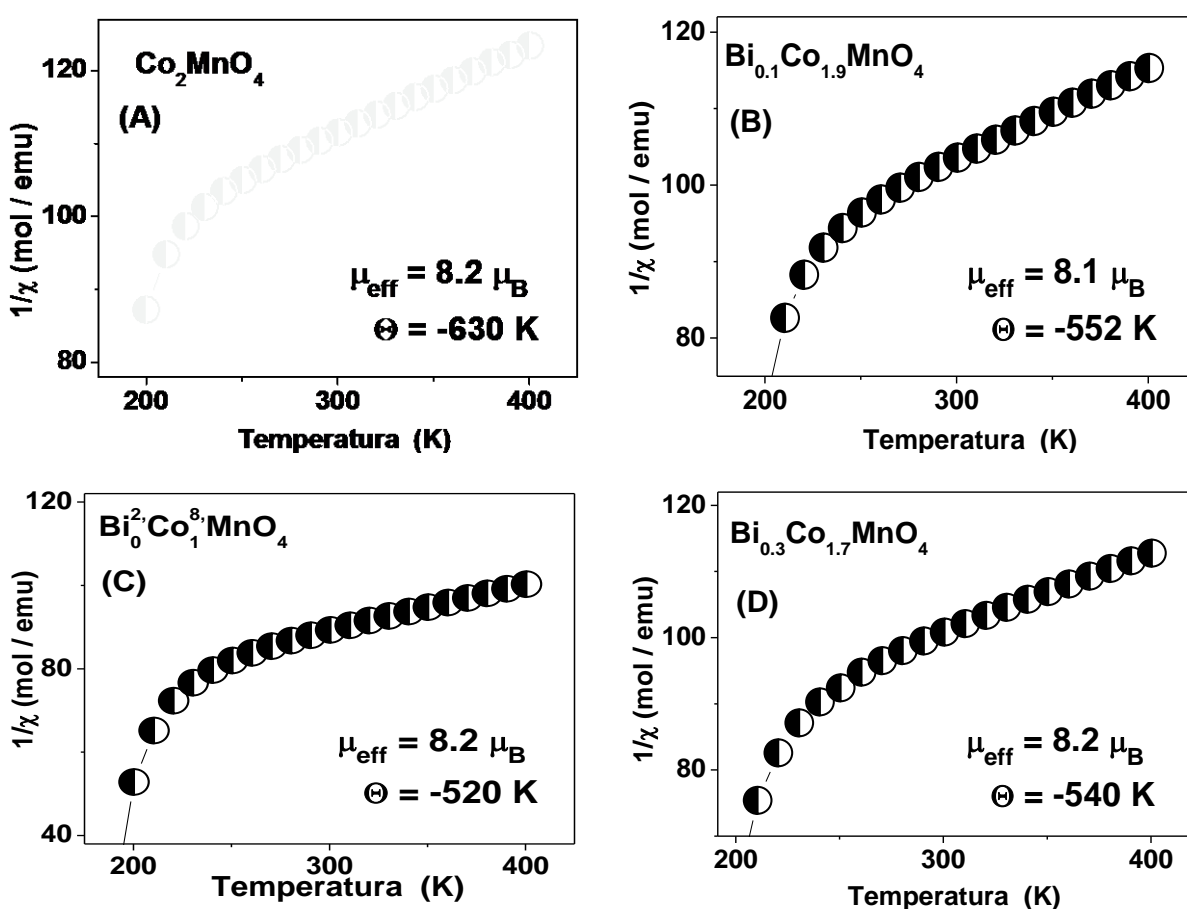 Co2MnO4
(A)
120
100
80
1/χ (mol / emu)
μeff = 8.2 μB
Θ = -630 K
200 300 400
Temperatura (K)
Bi0.1Co1.9MnO4
(B)
120
100
80
1/χ (mol / emu)
μeff = 8.1 μB
Θ = -552 K
200 300 400
Temperatura (K)
Bi02,Co18,MnO4
(C)
120
80
40
1/χ (mol / emu)
μeff = 8.2 μB
Θ = -520 K
200 300 400
Temperatura (K)
Bi0.3Co1.7MnO4
(D)
120
100
80
1/χ (mol / emu)
μeff = 8.2 μB
Θ = -540 K
200 300 400
Temperatura (K)